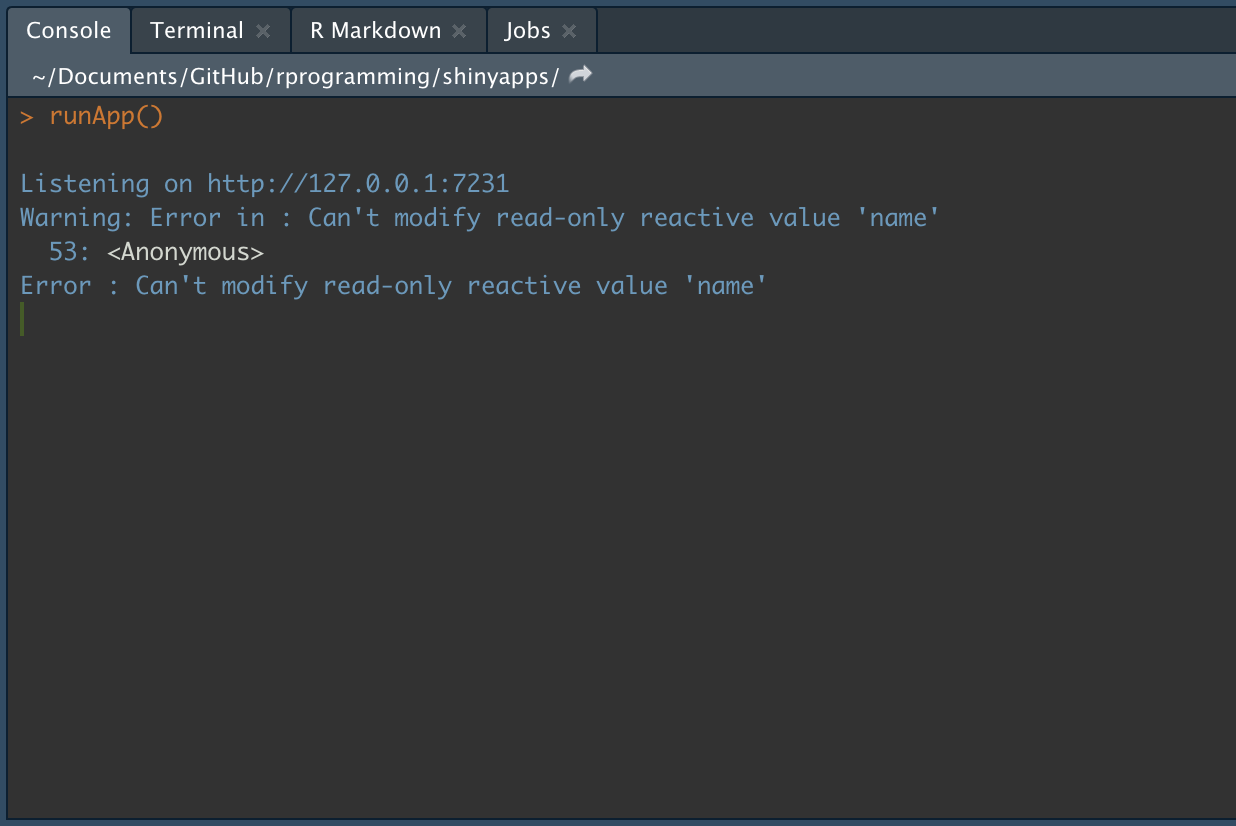 Console Terminal R Markdown Jobs
~/Documents/GitHub/rprogramming/shinyapps/
> runApp()
Listening on http://127.0.0.1:7231
Warning: Error in : Can't modify read-only reactive value 'name'
  53: <Anonymous>
Error : Can't modify read-only reactive value 'name'